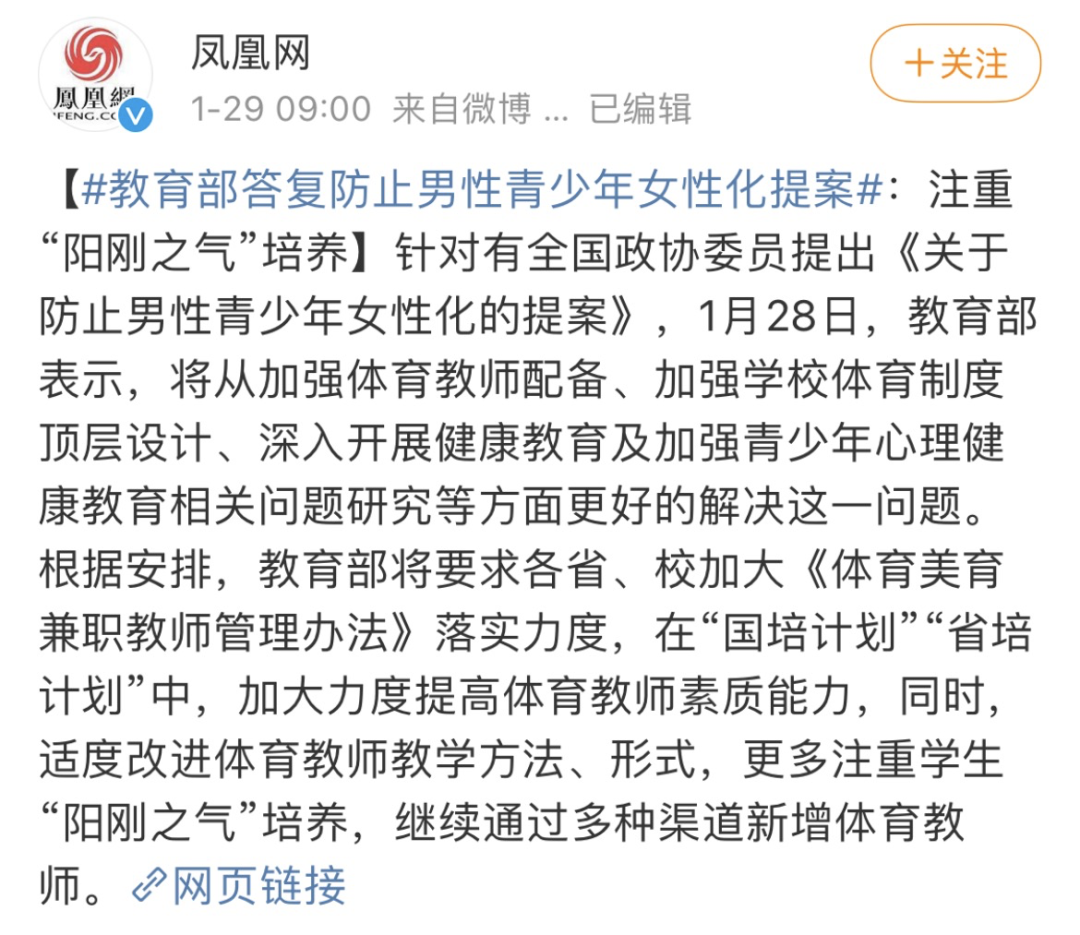 凤凰网
1-29 09:00 来自微博 ... 已编辑
+关注
鳳凰網
【#教育部答复防止男性青少年女性化提案#：注重
“阳刚之气”培养】针对有全国政协委员提出《关于
防止男性青少年女性化的提案》，1月28日，教育部
表示，将从加强体育教师配备、加强学校体育制度
顶层设计、深入开展健康教育及加强青少年心理健
康教育相关问题研究等方面更好的解决这一问题。
根据安排，教育部将要求各省、校加大《体育美育
兼职教师管理办法》落实力度，在“国培计划”“省培
计划”中，加大力度提高体育教师素质能力，同时，
适度改进体育教师教学方法、形式，更多注重学生
“阳刚之气”培养，继续通过多种渠道新增体育教
师。网页链接